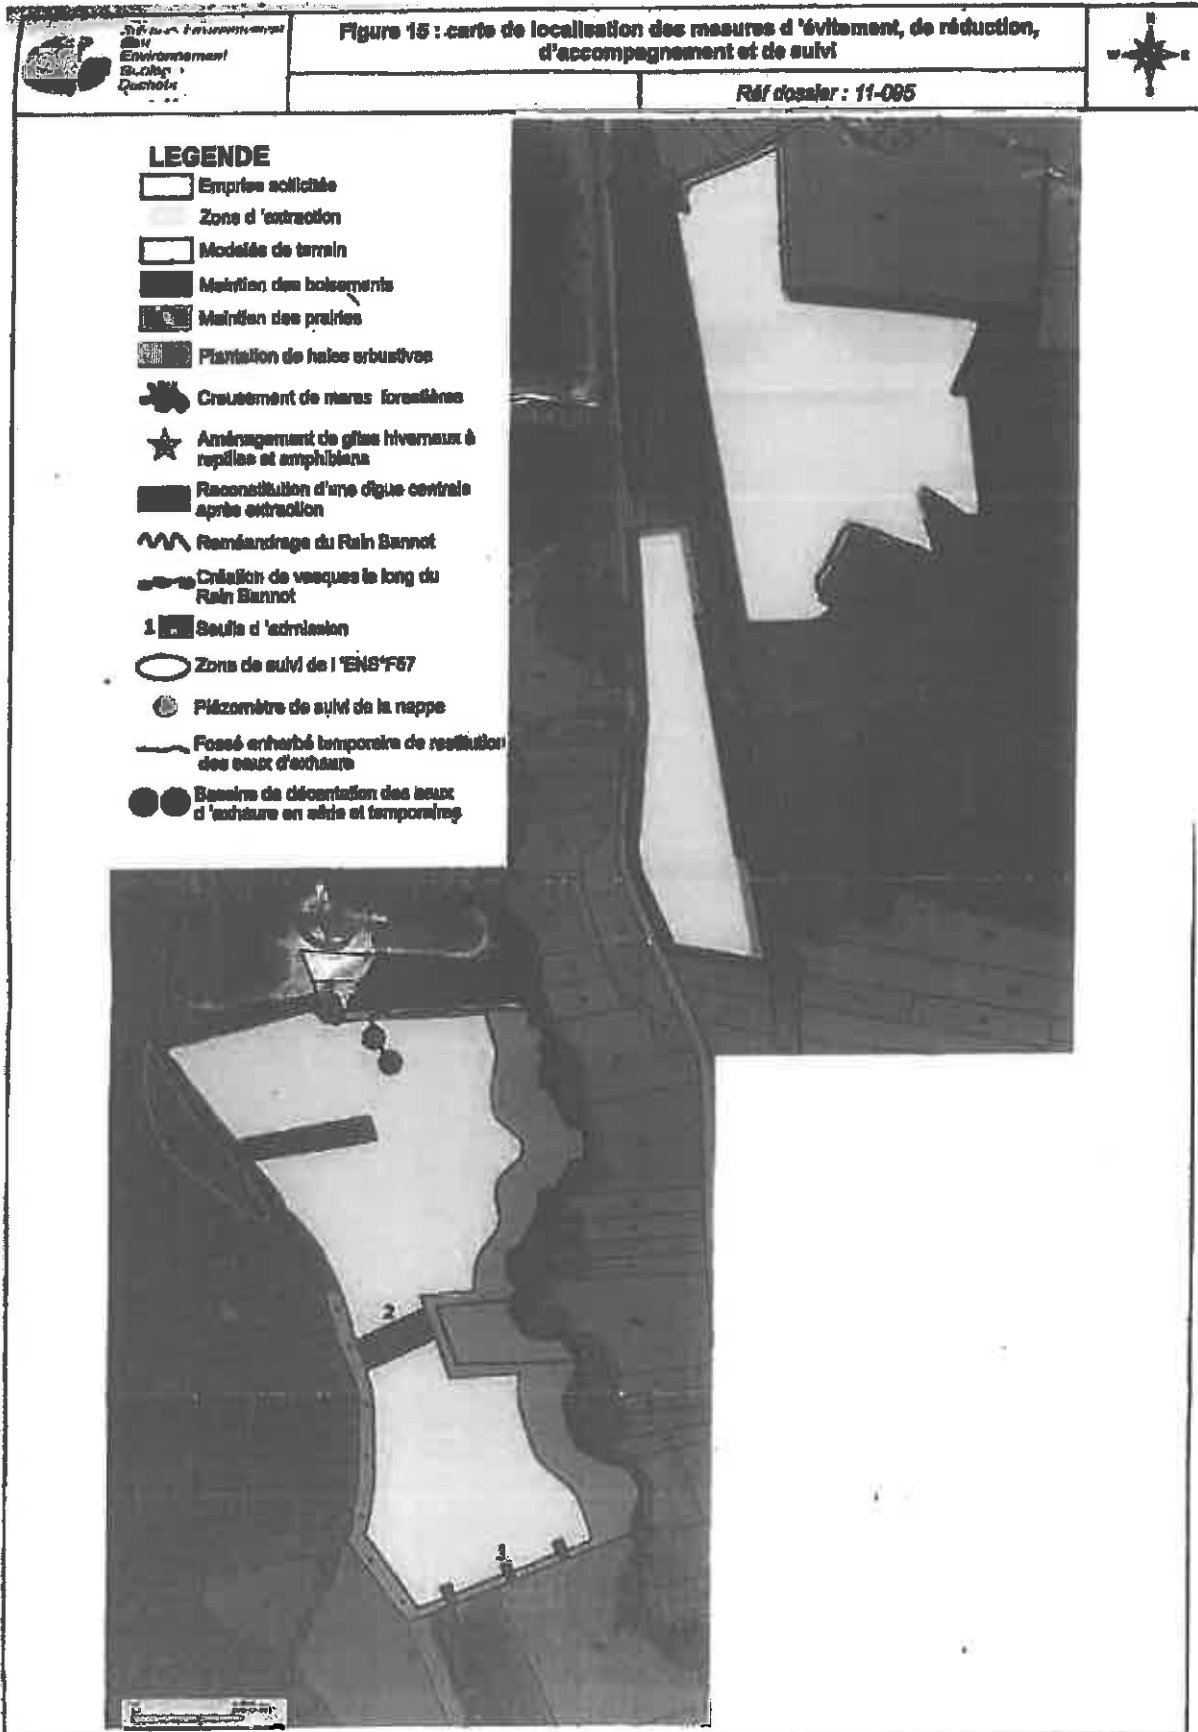 Environnement
Figure 15 : carte de localisation des mesures d 'évitement, de réduction,
d'accompagnement et de suivi
Réf dossier : 11-095
N
W
E
S
LEGENDE
Emprise sollicitée
Zone d 'extraction
Modelés de terrain
Maintien des boisements
Maintien des prairies
Plantation de haies arbustives
Creusement de mares forestières
Aménagement de gîtes hivernaux à
reptiles et amphibiens
Reconstitution d'une digue centrale
après extraction
Reméandrage du Rain Bannot
Création de vasques le long du
Rain Bannot
1 Seuils d 'admission
Zone de suivi de l 'ENS"F57
Piézomètre de suivi de la nappe
Fossé enherbé temporaire de restitution
des eaux d'exhaure
Bassins de décantation des eaux
d 'exhaure en série et temporaires
2